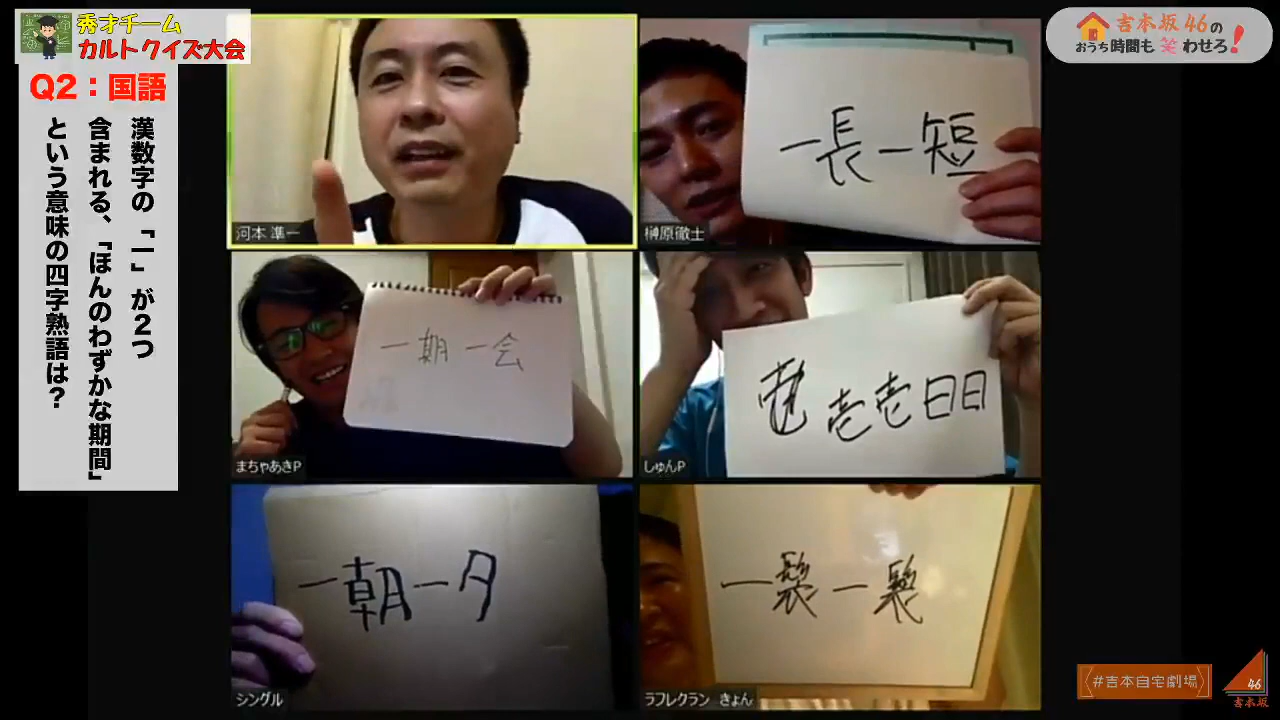 秀才チーム
カルトクイズ大会
Q2：国語
漢数字の「一」が2つ
含まれる、「ほんのわずかな期間」
という意味の四字熟語は？
吉本坂46の
おうち時間も笑わせろ！
河本 準一
一長一短
榊原徹士
一期一会
まちゃあきP
壱壱日日
しゅんP
一朝一夕
シングル
一 一
ラフレクラン きょん
#吉本自宅劇場
46
吉本坂